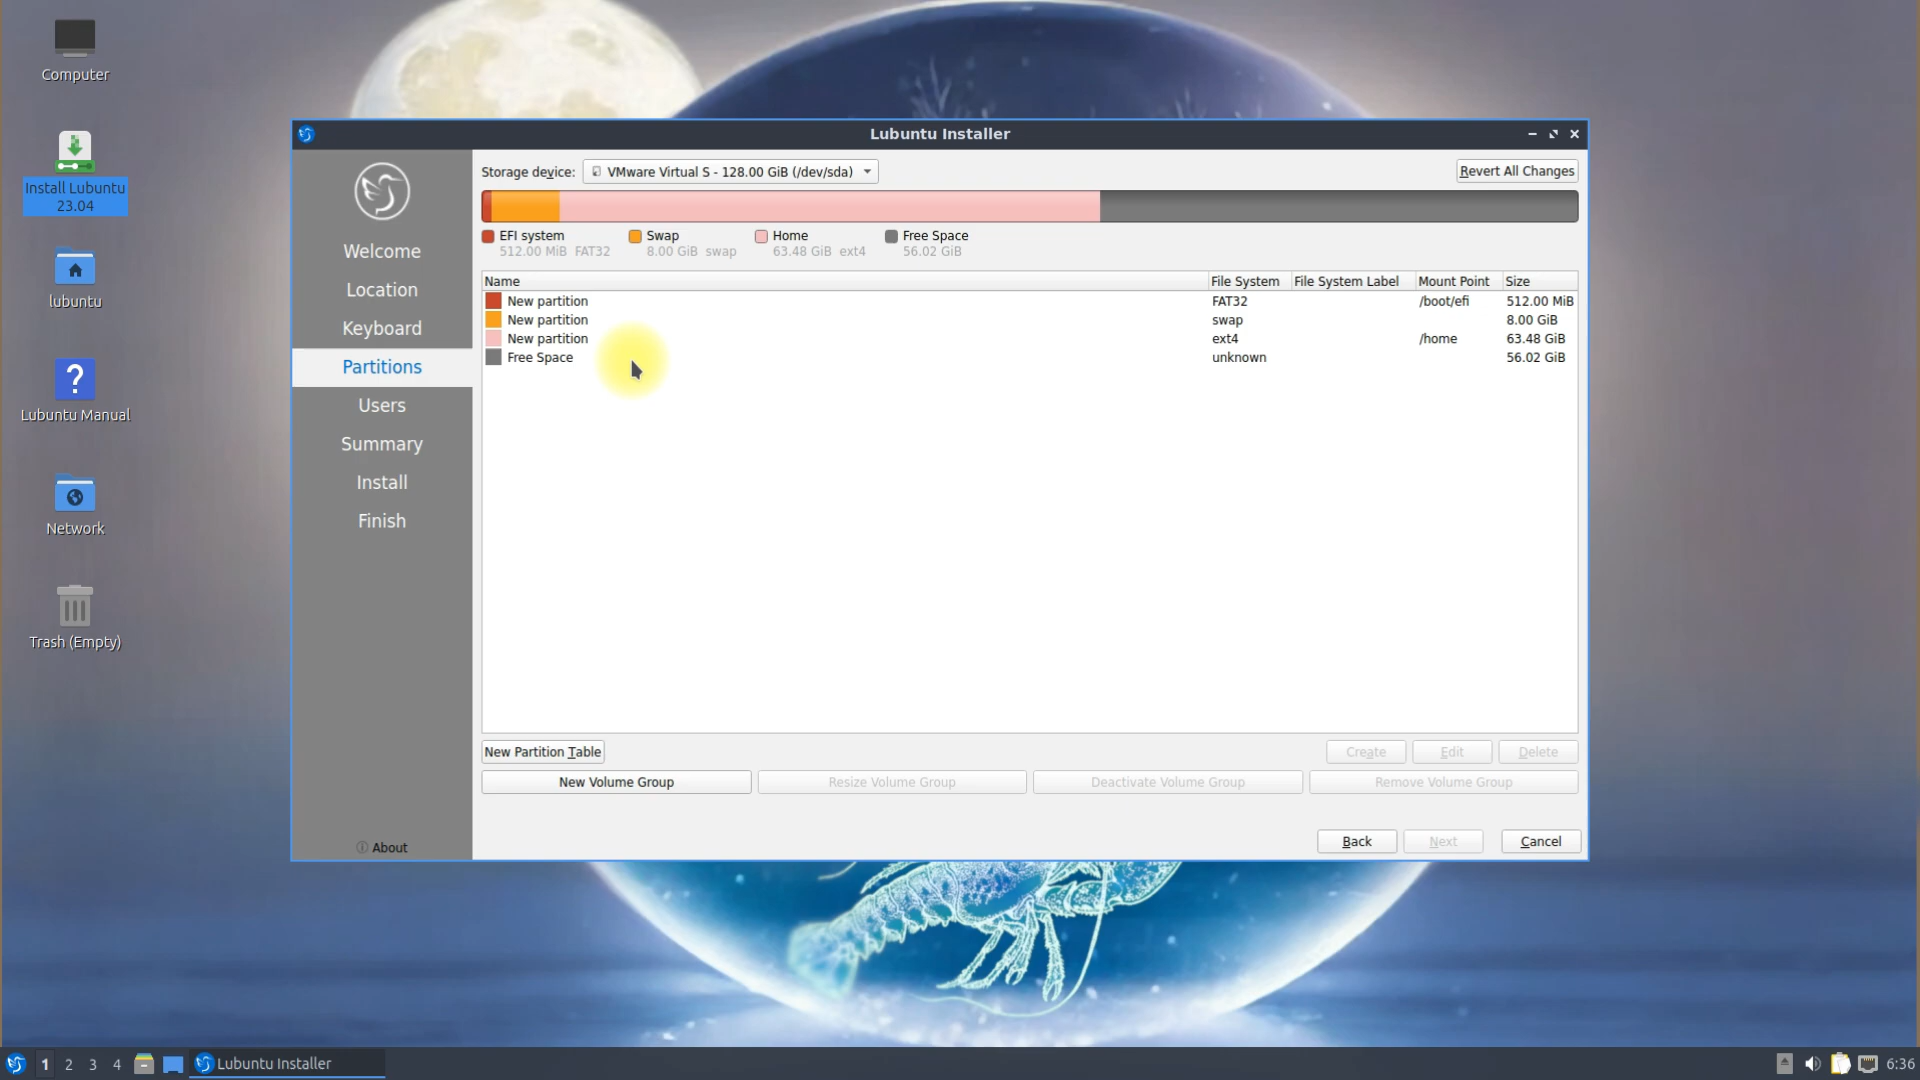 Computer
Install Lubuntu
23.04
lubuntu
Lubuntu Manual
Network
Trash (Empty)
Lubuntu Installer
Welcome
Location
Keyboard
Partitions
Users
Summary
Install
Finish
About
Storage device: VMware Virtual S - 128.00 GiB (/dev/sda) Revert All Changes
EFI system Swap Home Free Space
512.00 MiB FAT32 8.00 GiB swap 63.48 GiB ext4 56.02 GiB
Name File System File System Label Mount Point Size
New partition FAT32 /boot/efi 512.00 MiB
New partition swap 8.00 GiB
New partition ext4 /home 63.48 GiB
Free Space unknown 56.02 GiB
New Partition Table Create Edit Delete
New Volume Group Resize Volume Group Deactivate Volume Group Remove Volume Group
Back Next Cancel
1 2 3 4 Lubuntu Installer 6:36